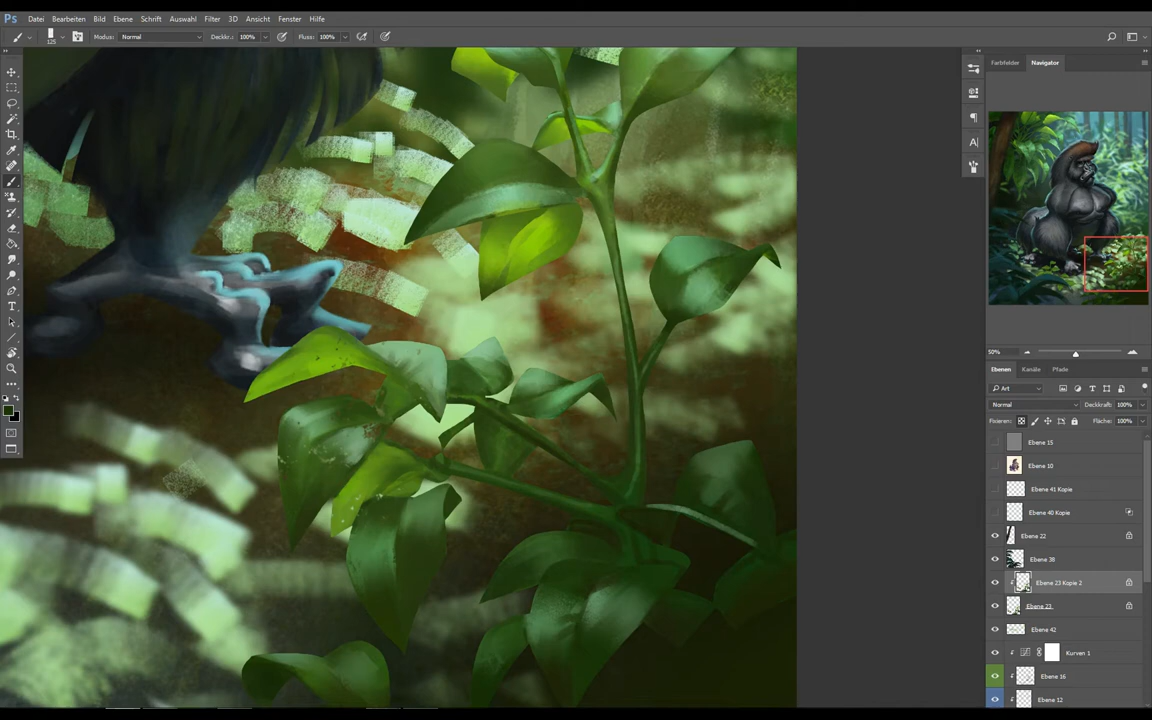 Ps Datei Bearbeiten Bild Ebene Schrift Auswahl Filter 3D Ansicht Fenster Hilfe
125 Modus: Normal Deckkr.: 100% Fluss: 100%
Farbfelder Navigator
50%
Ebenen Kanäle Pfade
Art
Normal Deckkraft: 100%
Fixieren: Fläche: 100%
Ebene 15
Ebene 10
Ebene 41 Kopie
Ebene 40 Kopie
Ebene 22
Ebene 38
Ebene 23 Kopie 2
Ebene 23
Ebene 42
Kurven 1
Ebene 16
Ebene 12